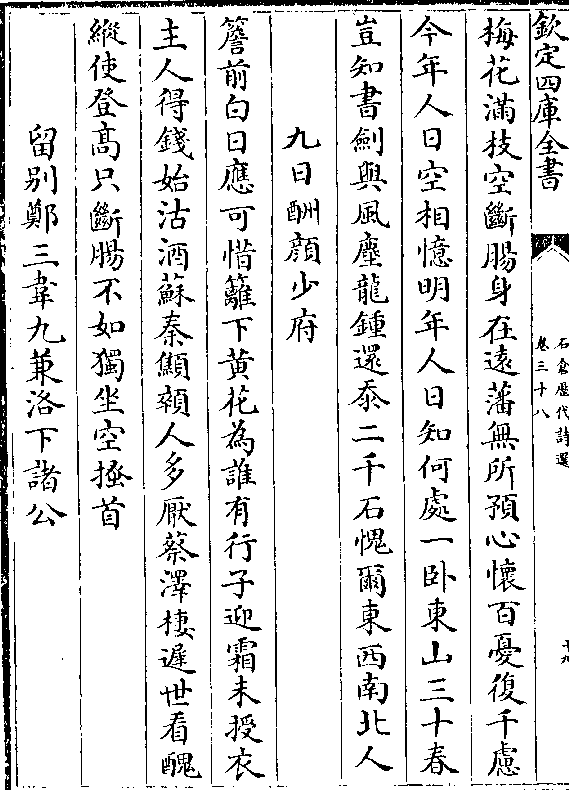 欽定四庫全書
石倉歴代詩選
卷三十八
十九
梅花滿枝空斷腸身在逺藩無所預心懷百憂復千慮
今年人日空相憶明年人日知何處一卧東山三十春
豈知書劍與風塵龍鍾還忝二千石愧爾東西南北人
九日酬顔少府
簷前白日應可惜籬下黄花為誰有行子迎霜未授衣
主人得錢始沽酒蘇秦顦顇人多厭蔡澤棲遲世看醜
縱使登髙只斷腸不如獨坐空搔首
留别鄭三韋九兼洛下諸公